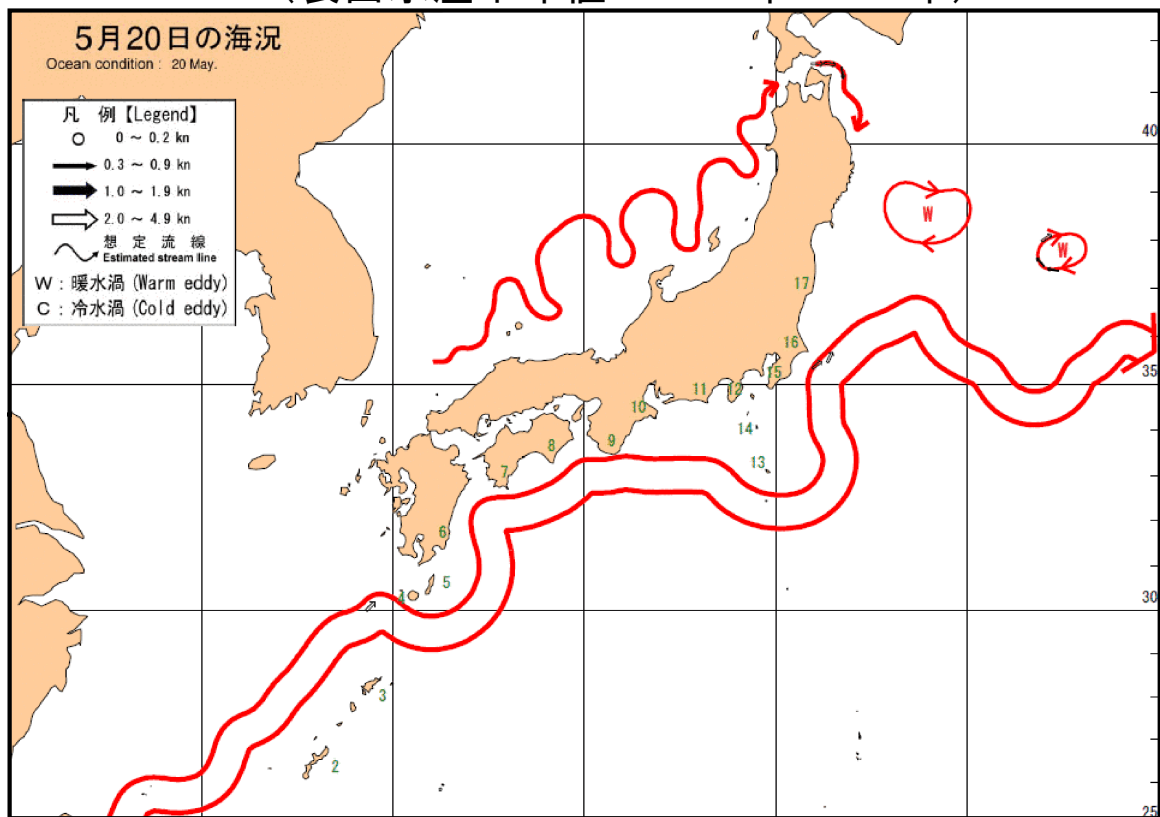 5月20日の海況
Ocean condition : 20 May.
凡 例【Legend】
0 ～ 0.2 kn
0.3 ～ 0.9 kn
1.0 ～ 1.9 kn
2.0 ～ 4.9 kn
想 定 流 線
Estimated stream line
W : 暖水渦 (Warm eddy)
C : 冷水渦 (Cold eddy)
40
W
W
17
16
35
15
12
11
10
14
9
8
13
7
6
5
4
30
3
2
25